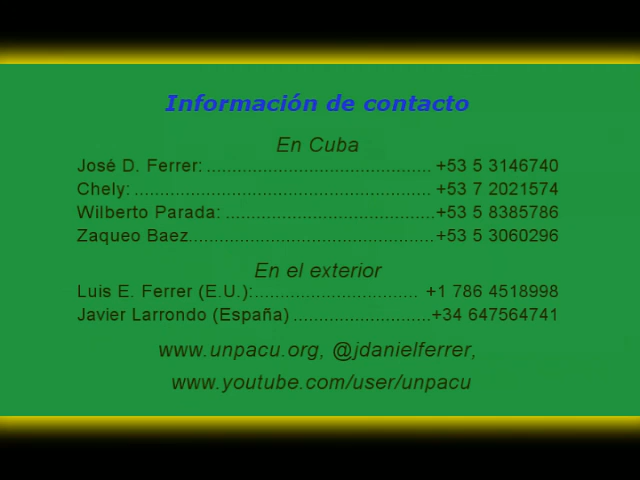 Información de contacto
En Cuba
José D. Ferrer: ........................................... +53 5 3146740
Chely: ......................................................... +53 7 2021574
Wilberto Parada: ........................................+53 5 8385786
Zaqueo Baez...............................................+53 5 3060296
En el exterior
Luis E. Ferrer (E.U.):............................... +1 786 4518998
Javier Larrondo (España) ..........................+34 647564741
www.unpacu.org, @jdanielferrer,
www.youtube.com/user/unpacu